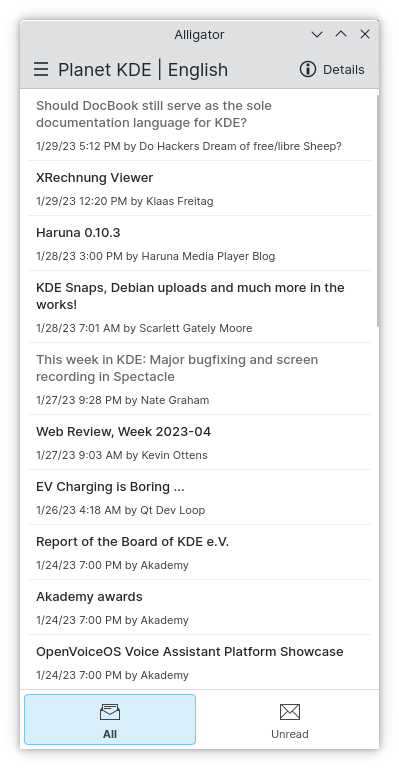 Alligator
Planet KDE | English
Details
Should DocBook still serve as the sole
documentation language for KDE?
1/29/23 5:12 PM by Do Hackers Dream of free/libre Sheep?
XRechnung Viewer
1/29/23 12:20 PM by Klaas Freitag
Haruna 0.10.3
1/28/23 3:00 PM by Haruna Media Player Blog
KDE Snaps, Debian uploads and much more in the
works!
1/28/23 7:01 AM by Scarlett Gately Moore
This week in KDE: Major bugfixing and screen
recording in Spectacle
1/27/23 9:28 PM by Nate Graham
Web Review, Week 2023-04
1/27/23 9:03 AM by Kevin Ottens
EV Charging is Boring ...
1/26/23 4:18 AM by Qt Dev Loop
Report of the Board of KDE e.V.
1/24/23 7:00 PM by Akademy
Akademy awards
1/24/23 7:00 PM by Akademy
OpenVoiceOS Voice Assistant Platform Showcase
1/24/23 7:00 PM by Akademy
All
Unread